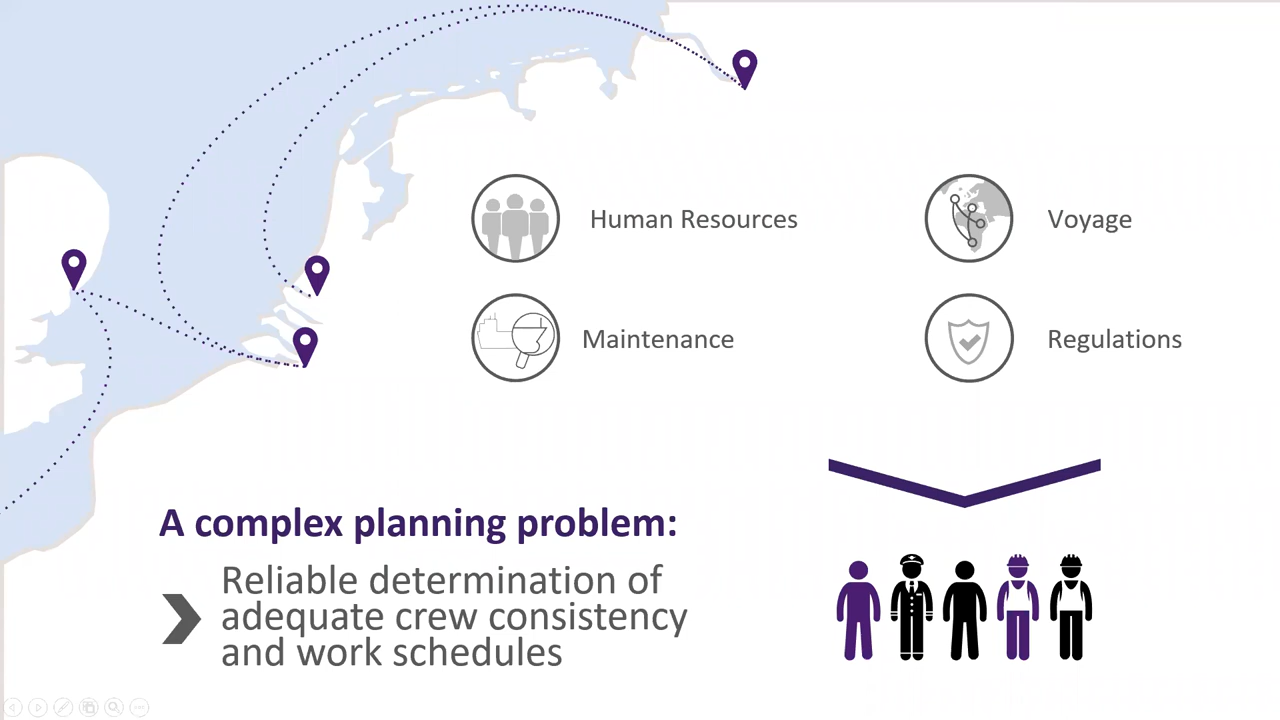 Human Resources
Voyage
Maintenance
Regulations
A complex planning problem:
Reliable determination of
adequate crew consistency
and work schedules